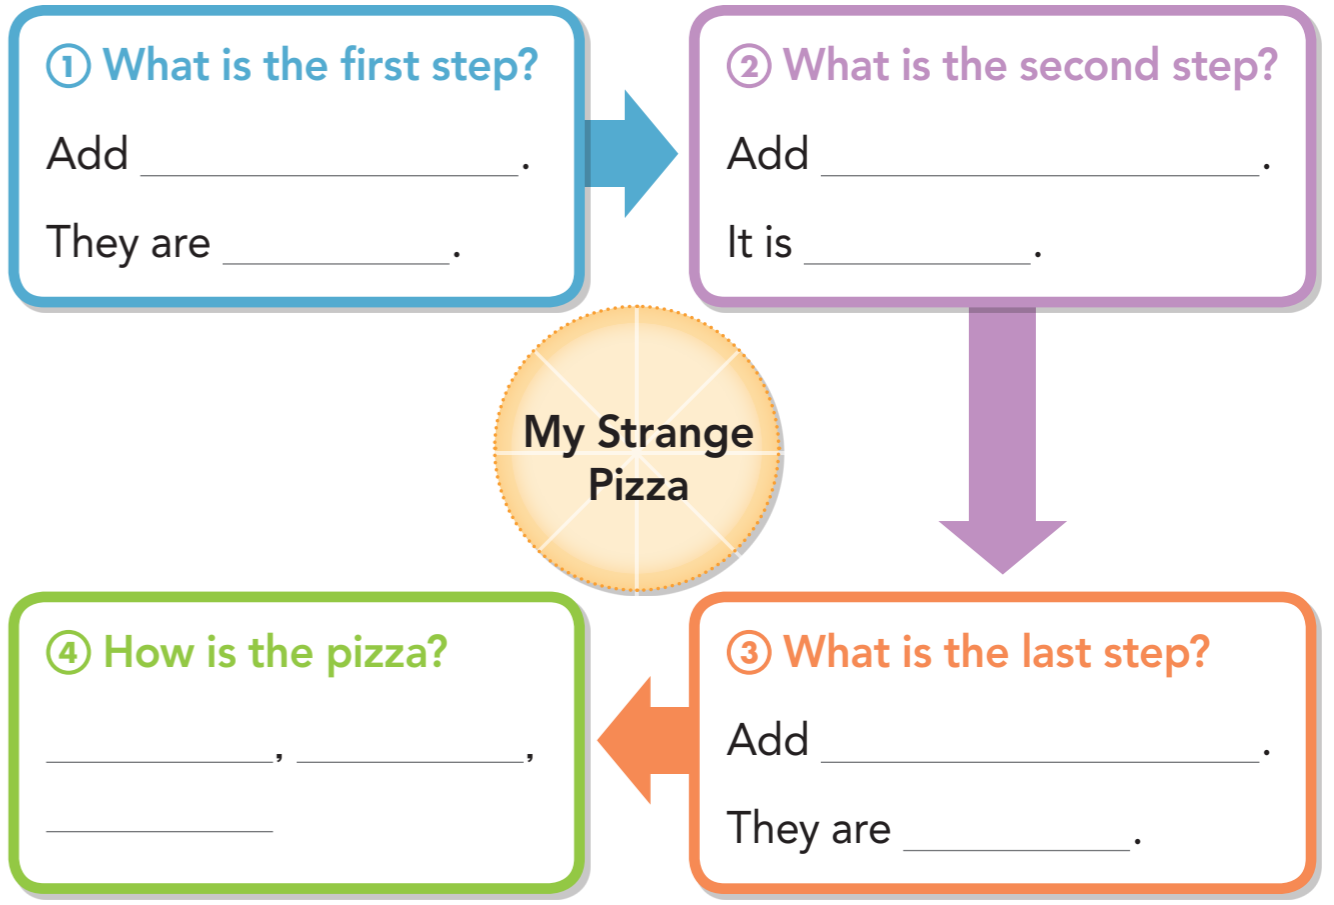 ① What is the first step?
Add ____________.
They are ________.
② What is the second step?
Add ____________.
It is ________.
My Strange
Pizza
③ What is the last step?
Add ____________.
They are ________.
④ How is the pizza?
________, ________,
________